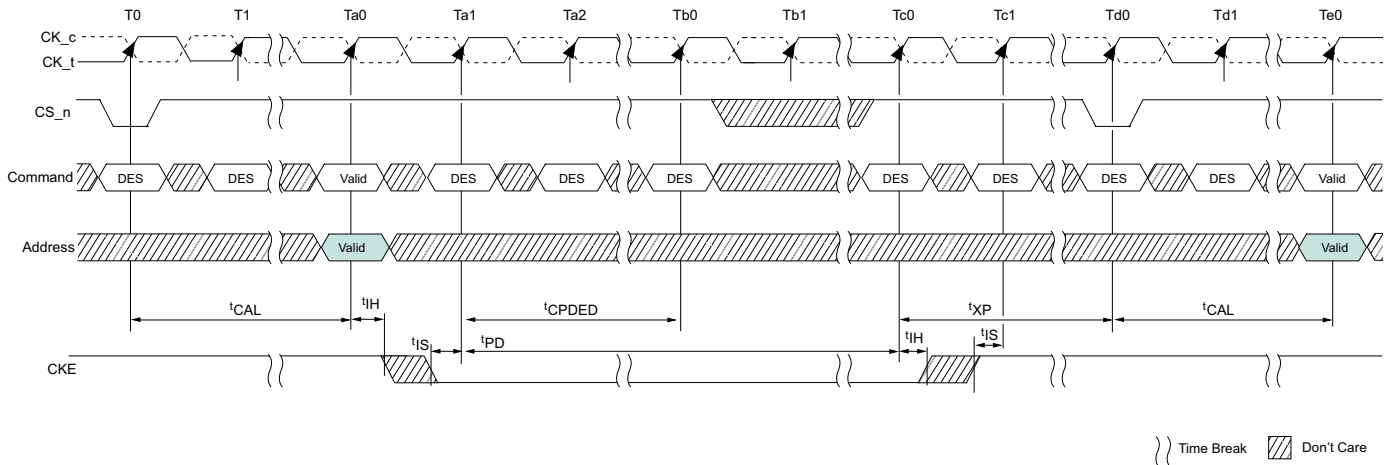 T0 T1 Ta0 Ta1 Ta2 Tb0 Tb1 Tc0 Tc1 Td0 Td1 Te0
CK_c
CK_t
CS_n
Command DES DES Valid DES DES DES DES DES DES DES Valid
Address Valid Valid
tCAL tIH tCPDED tXP tCAL
tIS tPD tIH tIS
CKE
Time Break Don't Care